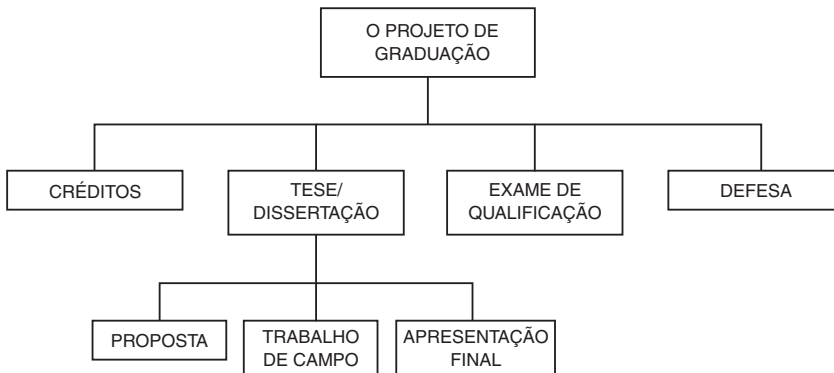 O PROJETO DE
GRADUAÇÃO
CRÉDITOS
TESE/
DISSERTAÇÃO
EXAME DE
QUALIFICAÇÃO
DEFESA
PROPOSTA
TRABALHO
DE CAMPO
APRESENTAÇÃO
FINAL